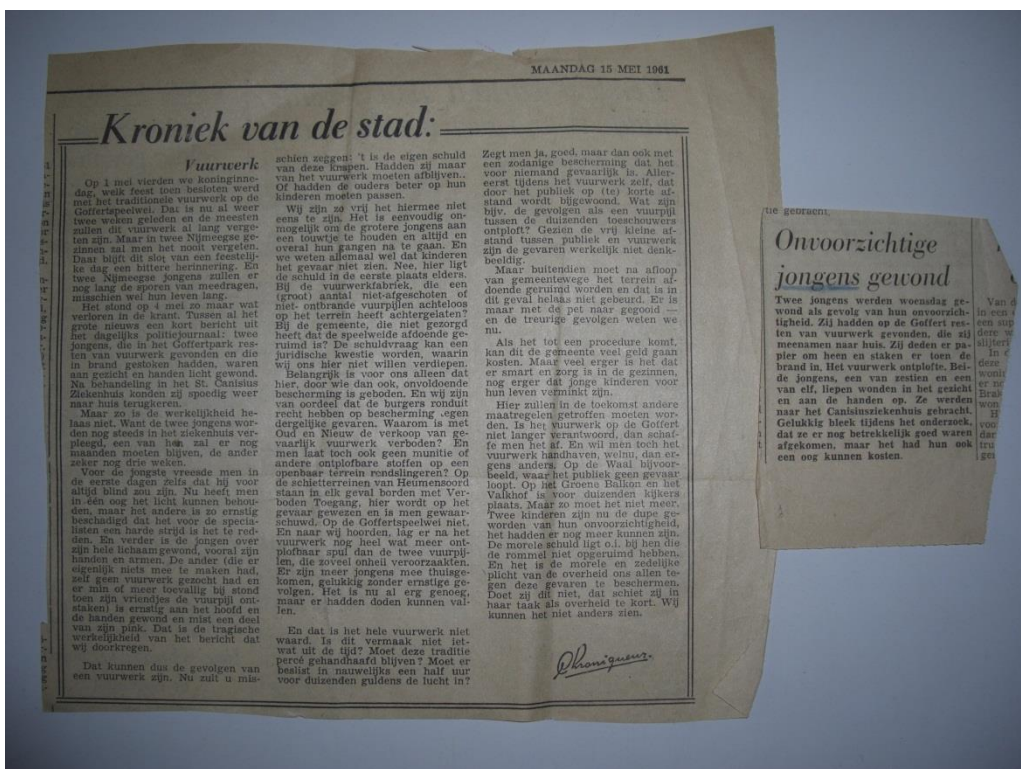 MAANDAG 15 MEI 1961
Kroniek van de stad:
Vuurwerk
Op 1 mei vierden we koninginne-
dag, welk feest toen besloten werd
met het traditionele vuurwerk op de
Goffertspeelwei. Dat is nu al weer
twee weken geleden en de meesten
zullen dit vuurwerk al lang verge-
ten zijn. Maar in twee Nijmeegse ge-
zinnen zal men het nooit vergeten.
Daar blijft dit slot van een feestelij-
ke dag een bittere herinnering. En
twee Nijmeegse jongens zullen er
nog lang de sporen van meedragen,
misschien wel hun leven lang.
Het stond op 4 mei zo maar wat
verloren in de krant. Tussen al het
grote nieuws een kort bericht uit
het dagelijks politiejournaal: twee
jongens, die in het Goffertpark res-
ten van vuurwerk gevonden en die
in brand gestoken hadden, waren
aan gezicht en handen licht gewond.
Na behandeling in het St. Canisius
Ziekenhuis konden zij spoedig weer
naar huis terugkeren.
Maar zo is de werkelijkheid he-
laas niet. Want de twee jongens wor-
den nog steeds in het ziekenhuis ver-
pleegd, een van hen zal er nog
maanden moeten blijven, de ander
zeker nog drie weken.
Voor de jongste vreesde men in
de eerste dagen zelfs dat hij voor
altijd blind zou zijn. Nu heeft men
in één oog het licht kunnen behou-
den, maar het andere is zo ernstig
beschadigd dat het voor de specia-
listen een harde strijd is het te red-
den. En verder is de jongen over
zijn hele lichaam gewond, vooral zijn
handen en armen. De ander (die er
eigenlijk niets mee te maken had,
zelf geen vuurwerk gezocht had en
er min of meer toevallig bij stond
toen zijn vriendjes de vuurpijl ont-
staken) is ernstig aan het hoofd en
de handen gewond en mist een deel
van zijn pink. Dat is de tragische
werkelijkheid van het bericht dat
wij doorkregen.
Dat kunnen dus de gevolgen van
een vuurwerk zijn. Nu zult u mis-
schien zeggen: 't is de eigen schuld
van deze knapen. Hadden zij maar
van het vuurwerk moeten afblijven..
Of hadden de ouders beter op hun
kinderen moeten passen.
Wij zijn zo vrij het hiermee niet
eens te zijn. Het is eenvoudig on-
mogelijk om de grotere jongens aan
een touwtje te houden en altijd en
overal hun gangen na te gaan. En
we weten allemaal wel dat kinderen
het gevaar niet zien. Nee, hier ligt
de schuld in de eerste plaats elders.
Bij de vuurwerkfabriek, die een
(groot) aantal niet-afgeschoten of
niet- ontbrande vuurpijlen achteloos
op het terrein heeft achtergelaten?
Bij de gemeente, die niet gezorgd
heeft dat de speelweide afdoende ge-
ruimd is? De schuldvraag kan een
juridische kwestie worden, waarin
wij ons hier niet willen verdiepen.
Belangrijk is voor ons alleen dat
hier, door wie dan ook, onvoldoende
bescherming is geboden. En wij zijn
van oordeel dat de burgers ronduit
recht hebben op bescherming .egen
dergelijke gevaren. Waarom is met
Oud en Nieuw de verkoop van ge-
vaarlijk vuurwerk verboden? En
men laat toch ook geen munitie of
andere ontplofbare stoffen op een
openbaar terrein rondslingeren? Op
de schietterreinen van Heumensoord
staan in elk geval borden met Ver-
boden Toegang, hier wordt op het
gevaar gewezen en is men gewaar-
schuwd. Op de Goffertspeelwei niet.
En naar wij hoorden, lag er na het
vuurwerk nog heel wat meer ont-
plofbaar spul dan de twee vuurpij-
len, die zoveel onheil veroorzaakten.
Er zijn meer jongens mee thuisge-
komen, gelukkig zonder ernstige ge-
volgen. Het is nu al erg genoeg,
maar er hadden doden kunnen val-
len.
En dat is het hele vuurwerk niet
waard. Is dit vermaak niet iet-
wat uit de tijd? Moet deze traditie
percé gehandhaafd blijven? Moet er
beslist in nauwelijks een half uur
voor duizenden guldens de lucht in?
Zegt men ja, goed, maar dan ook met
een zodanige bescherming dat het
voor niemand gevaarlijk is. Aller-
eerst tijdens het vuurwerk zelf, dat
door het publiek op (te) korte af-
stand wordt bijgewoond. Wat zijn
bijv. de gevolgen als een vuurpijl
tussen de duizenden toeschouwers
ontploft? Gezien de vrij kleine af-
stand tussen publiek en vuurwerk
zijn de gevaren werkelijk niet denk-
beeldig.
Maar buitendien moet na afloop
van gemeentewege het terrein af-
doende geruimd worden en dat is in
dit geval helaas niet gebeurd. Er is
maar met de pet naar gegooid —
en de treurige gevolgen weten we
nu.
Als het tot een procedure komt,
kan dit de gemeente veel geld gaan
kosten. Maar veel erger is het dat
er smart en zorg is in de gezinnen,
nog erger dat jonge kinderen voor
hun leven verminkt zijn.
Hier zullen in de toekomst andere
maatregelen getroffen moeten wor-
den. Is het vuurwerk op de Goffert
niet langer verantwoord, dan schaf-
fe men het af. En wil men toch het
vuurwerk handhaven, welnu, dan er-
gens anders. Op de Waal bijvoor-
beeld, waar het publiek geen gevaar
loopt. Op het Groene Balkon en het
Valkhof is voor duizenden kijkers
plaats. Maar zo moet het niet meer.
Twee kinderen zijn nu de dupe ge-
worden van hun onvoorzichtigheid,
het hadden er nog meer kunnen zijn.
De morele schuld ligt o.i. bij hen die
de rommel niet opgeruimd hebben.
En het is de morele en zedelijke
plicht van de overheid ons allen te-
gen deze gevaren te beschermen.
Doet zij dit niet, dan schiet zij in
haar taak als overheid te kort. Wij
kunnen het niet anders zien.
Chroniqueur.
tie gebracht.
Onvoorzichtige
jongens gewond
Twee jongens werden woensdag ge-
wond als gevolg van hun onvoorzich-
tigheid. Zij hadden op de Goffert res-
ten van vuurwerk gevonden, die zij
meenamen naar huis. Zij deden er pa-
pier om heen en staken er toen de
brand in. Het vuurwerk ontplofte. Bei-
de jongens, een van zestien en een
van elf, liepen wonden in het gezicht
en aan de handen op. Ze werden
naar het Canisiusziekenhuis gebracht.
Gelukkig bleek tijdens het onderzoek,
dat ze er nog betrekkelijk goed waren
afgekomen, maar het had hun ook
een oog kunnen kosten.